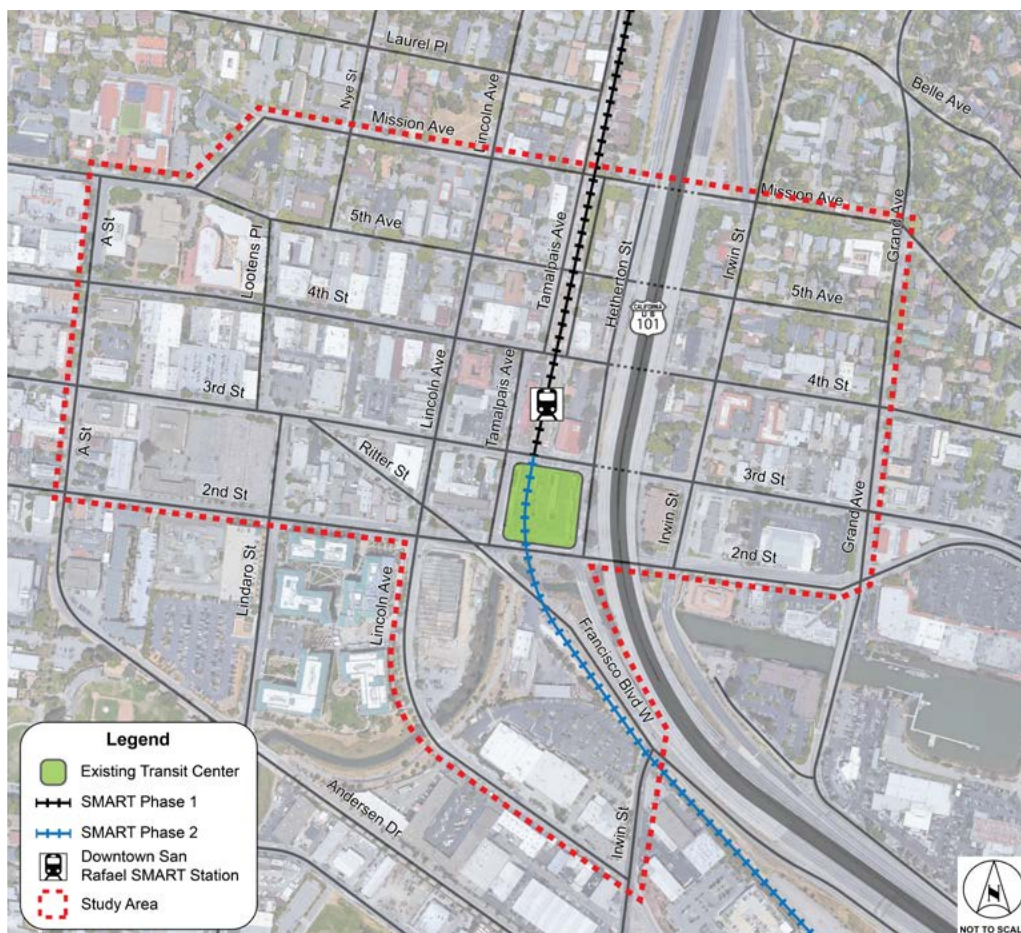 Laurel Pl
Nye St
Lincoln Ave
Belle Ave
Mission Ave
Mission Ave
A St
Lootens Pl
5th Ave
Tamalpais Ave
Hetherton St
Irwin St
Grand Ave
5th Ave
4th St
CALIFORNIA
U S
101
4th St
3rd St
Lincoln Ave
Tamalpais Ave
A St
Ritter St
3rd St
2nd St
Irwin St
Grand Ave
2nd St
Lindaro St
Lincoln Ave
Francisco Blvd W
Andersen Dr
Irwin St
Legend
Existing Transit Center
SMART Phase 1
SMART Phase 2
Downtown San
Rafael SMART Station
Study Area
N
NOT TO SCAL